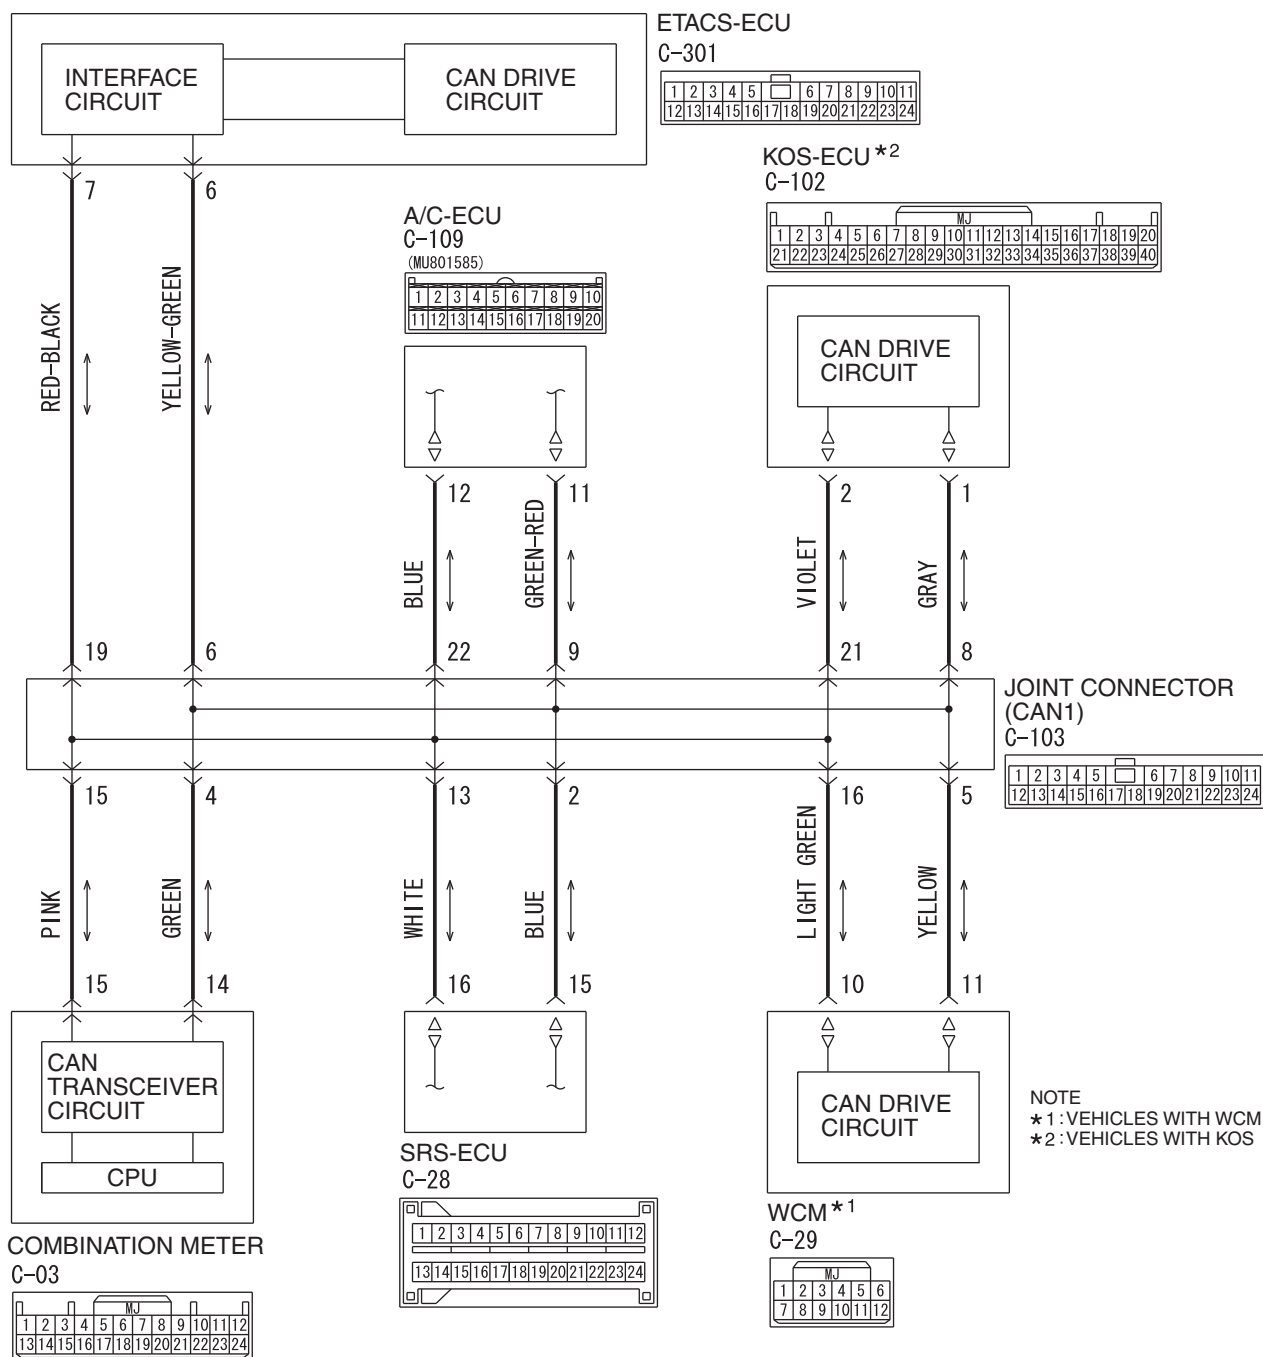 ETACS-ECU
C-301
1 2 3 4 5 6 7 8 9 10 11
12 13 14 15 16 17 18 19 20 21 22 23 24
INTERFACE
CIRCUIT
CAN DRIVE
CIRCUIT
7
6
RED-BLACK
YELLOW-GREEN
A/C-ECU
C-109
(MU801585)
1 2 3 4 5 6 7 8 9 10
11 12 13 14 15 16 17 18 19 20
KOS-ECU *2
C-102
MJ
1 2 3 4 5 6 7 8 9 10 11 12 13 14 15 16 17 18 19 20
21 22 23 24 25 26 27 28 29 30 31 32 33 34 35 36 37 38 39 40
CAN DRIVE
CIRCUIT
12
11
2
1
BLUE
GREEN-RED
VIOLET
GRAY
19
6
22
9
21
8
JOINT CONNECTOR
(CAN1)
C-103
1 2 3 4 5 6 7 8 9 10 11
12 13 14 15 16 17 18 19 20 21 22 23 24
15
4
13
2
16
5
PINK
GREEN
WHITE
BLUE
LIGHT GREEN
YELLOW
15
14
16
15
10
11
CAN
TRANSCEIVER
CIRCUIT
CPU
COMBINATION METER
C-03
MJ
1 2 3 4 5 6 7 8 9 10 11 12
13 14 15 16 17 18 19 20 21 22 23 24
SRS-ECU
C-28
1 2 3 4 5 6 7 8 9 10 11 12
13 14 15 16 17 18 19 20 21 22 23 24
CAN DRIVE
CIRCUIT
WCM *1
C-29
MJ
1 2 3 4 5 6
7 8 9 10 11 12
NOTE
*1: VEHICLES WITH WCM
*2: VEHICLES WITH KOS